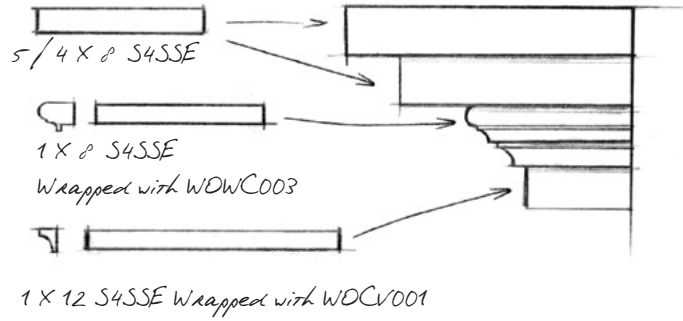 5/4 X 8 S4SSE
1 X 8 S4SSE
Wrapped with WOWC003
1 X 12 S4SSE Wrapped with WOCV001